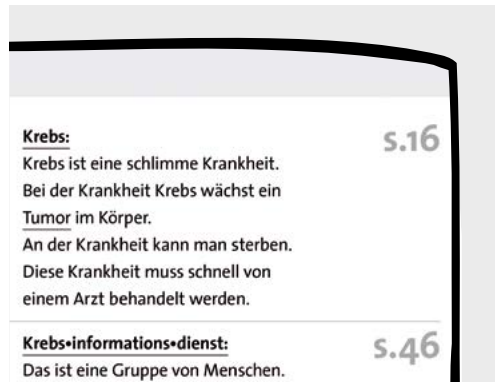 Krebs:
s.16
Krebs ist eine schlimme Krankheit.
Bei der Krankheit Krebs wächst ein
Tumor im Körper.
An der Krankheit kann man sterben.
Diese Krankheit muss schnell von
einem Arzt behandelt werden.
Krebs•informations•dienst:
s.46
Das ist eine Gruppe von Menschen.